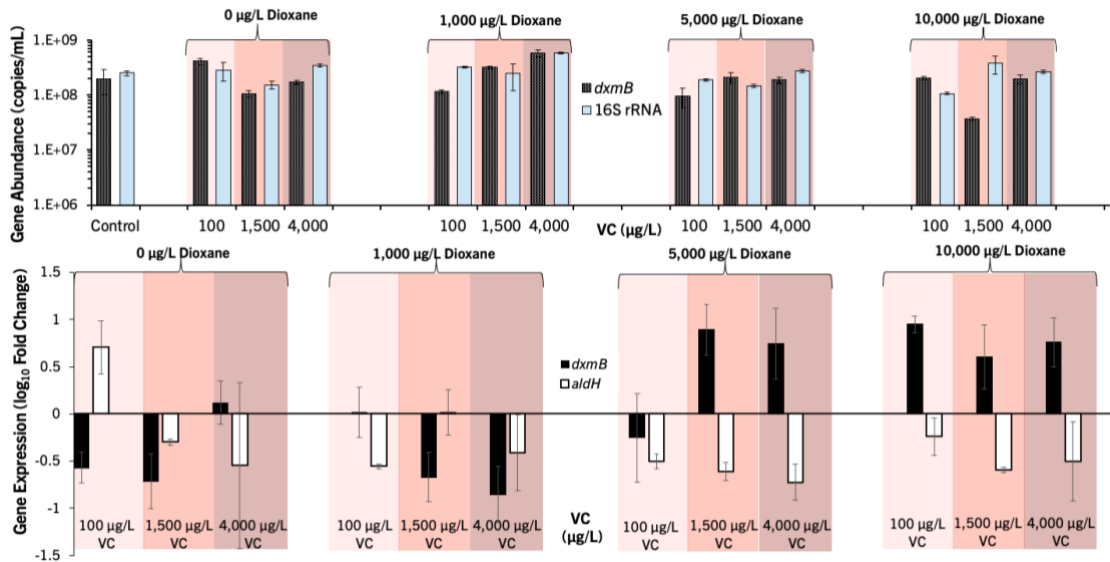 0 µg/L Dioxane
1,000 µg/L Dioxane
5,000 µg/L Dioxane
10,000 µg/L Dioxane
Gene Abundance (copies/mL)
1.E+09
1.E+08
1.E+07
1.E+06
dxmB
16S rRNA
Control
100 1,500 4,000
100 1,500 4,000
VC (µg/L)
100 1,500 4,000
100 1,500 4,000
0 µg/L Dioxane
1,000 µg/L Dioxane
5,000 µg/L Dioxane
10,000 µg/L Dioxane
Gene Expression (log10 Fold Change)
1.5
1
0.5
0
-0.5
-1
-1.5
dxmB
aldH
100 µg/L VC
1,500 µg/L VC
4,000 µg/L VC
100 µg/L VC
1,500 µg/L VC
4,000 µg/L VC
VC
(µg/L)
100 µg/L VC
1,500 µg/L VC
4,000 µg/L VC
100 µg/L VC
1,500 µg/L VC
4,000 µg/L VC